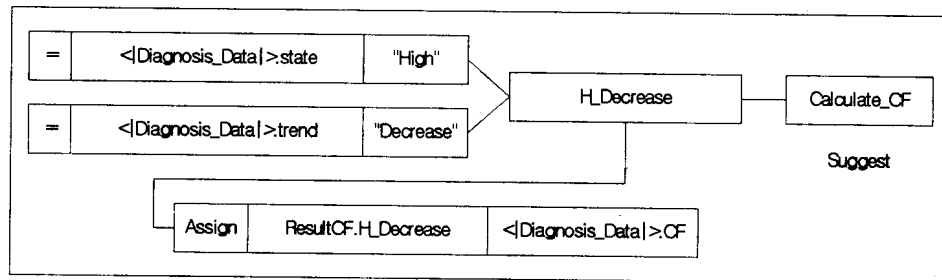 = <|Diagnosis_Data|>.state "High"
H_Decrease Calculate_CF
= <|Diagnosis_Data|>.trend "Decrease"
Suggest
Assign ResultCF.H_Decrease <|Diagnosis_Data|>.CF